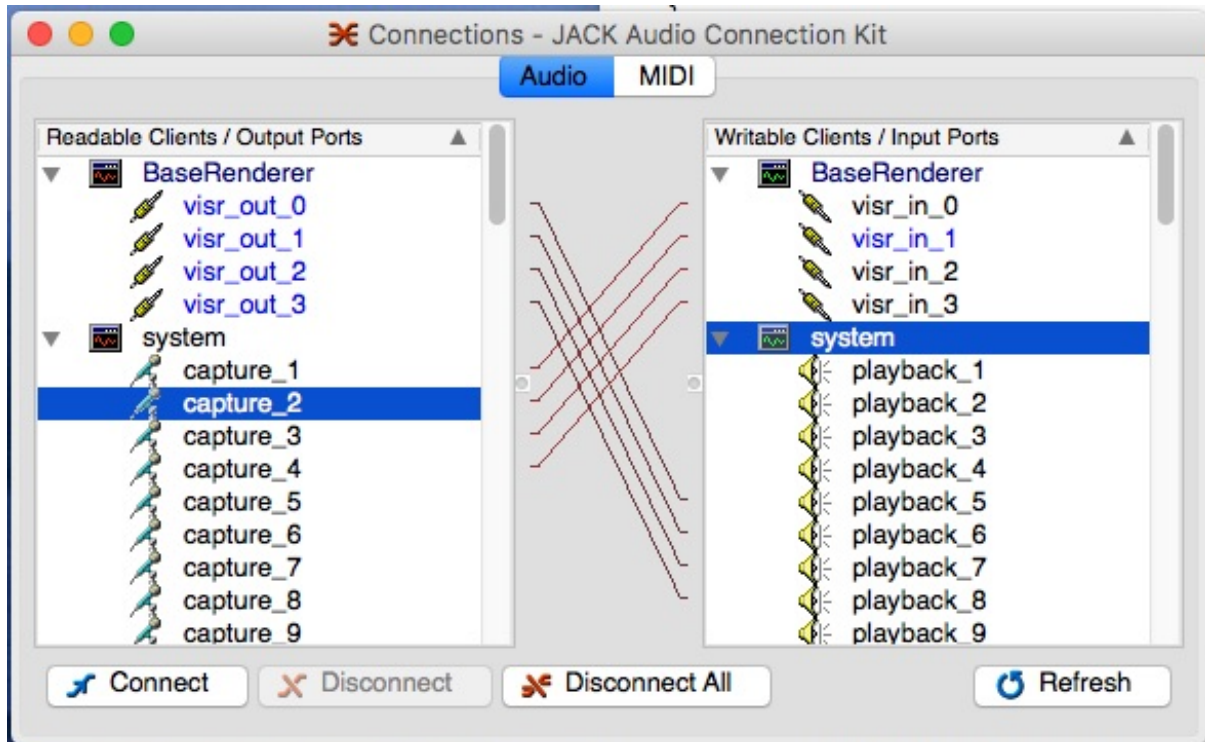 Connections - JACK Audio Connection Kit
Audio MIDI
Readable Clients / Output Ports
BaseRenderer
visr_out_0
visr_out_1
visr_out_2
visr_out_3
system
capture_1
capture_2
capture_3
capture_4
capture_5
capture_6
capture_7
capture_8
capture_9
Writable Clients / Input Ports
BaseRenderer
visr_in_0
visr_in_1
visr_in_2
visr_in_3
system
playback_1
playback_2
playback_3
playback_4
playback_5
playback_6
playback_7
playback_8
playback_9
Connect Disconnect Disconnect All Refresh